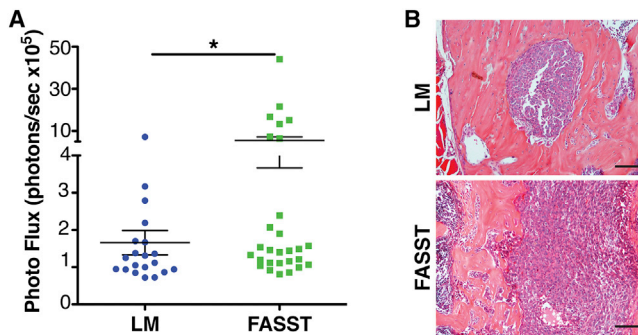 A
Photo Flux (photons/sec x10⁵)
50
30
10
4
3
2
1
0
*
LM
FASST
B
LM
FASST